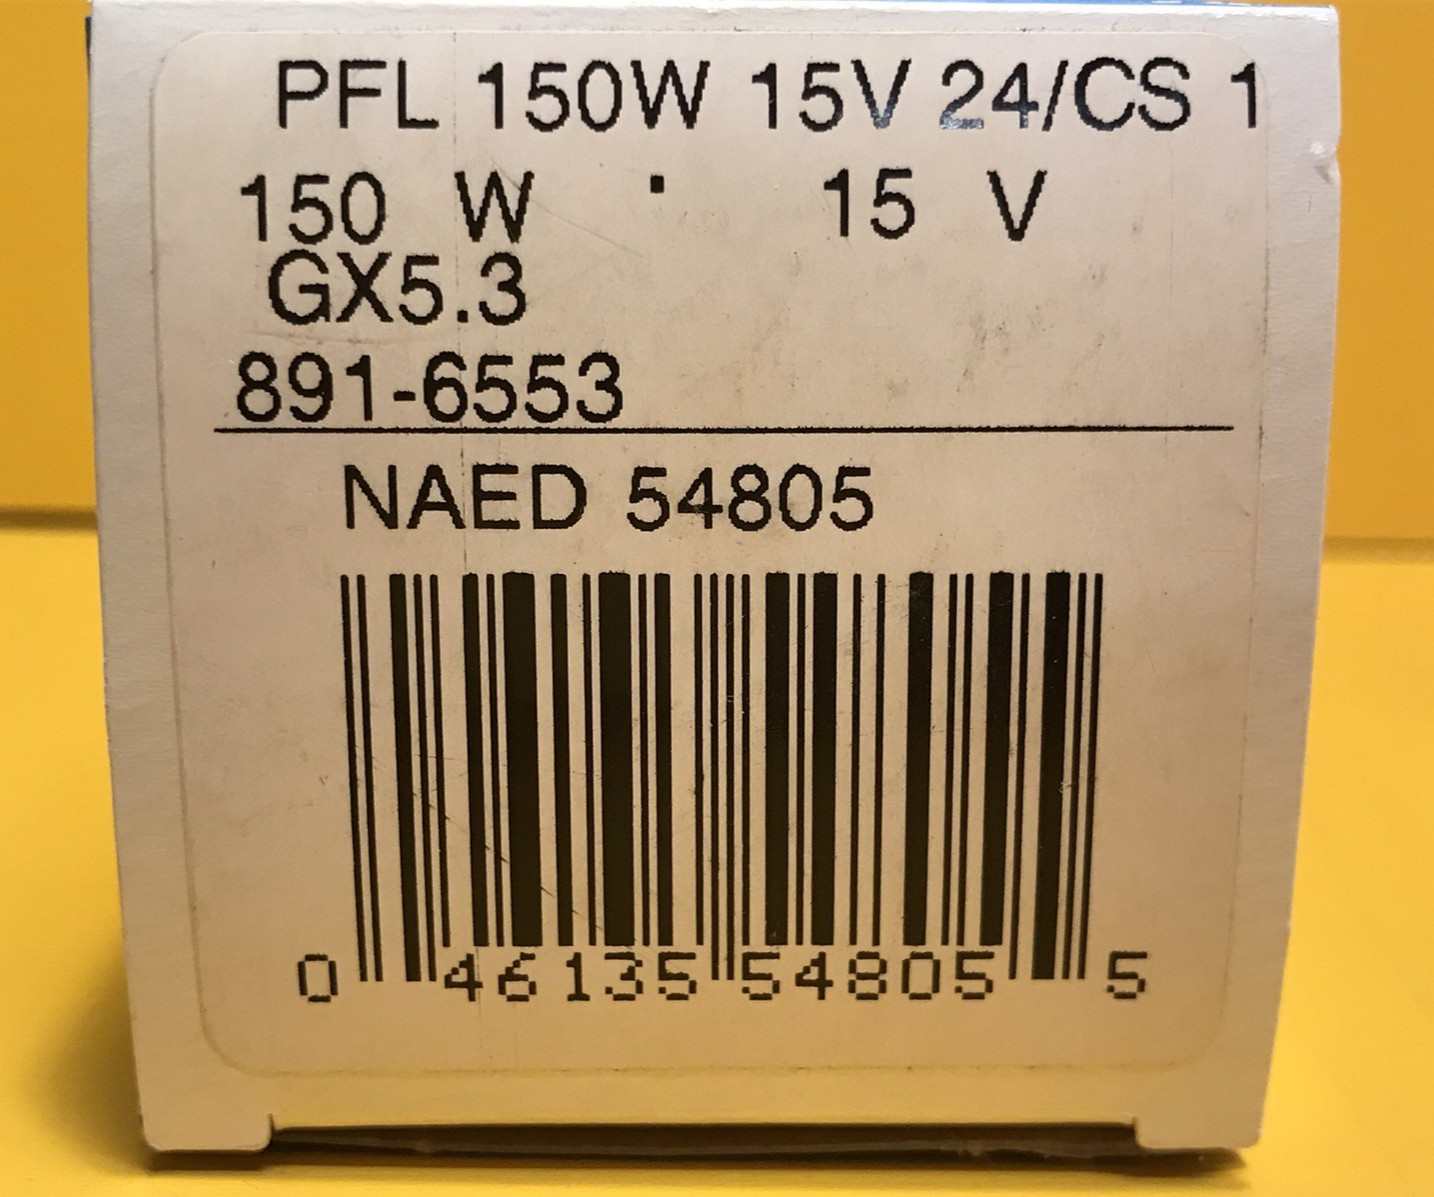 PFL 150W 15V 24/CS 1
150 W · 15 V
GX5.3
891-6553
NAED 54805
0 46135 54805 5